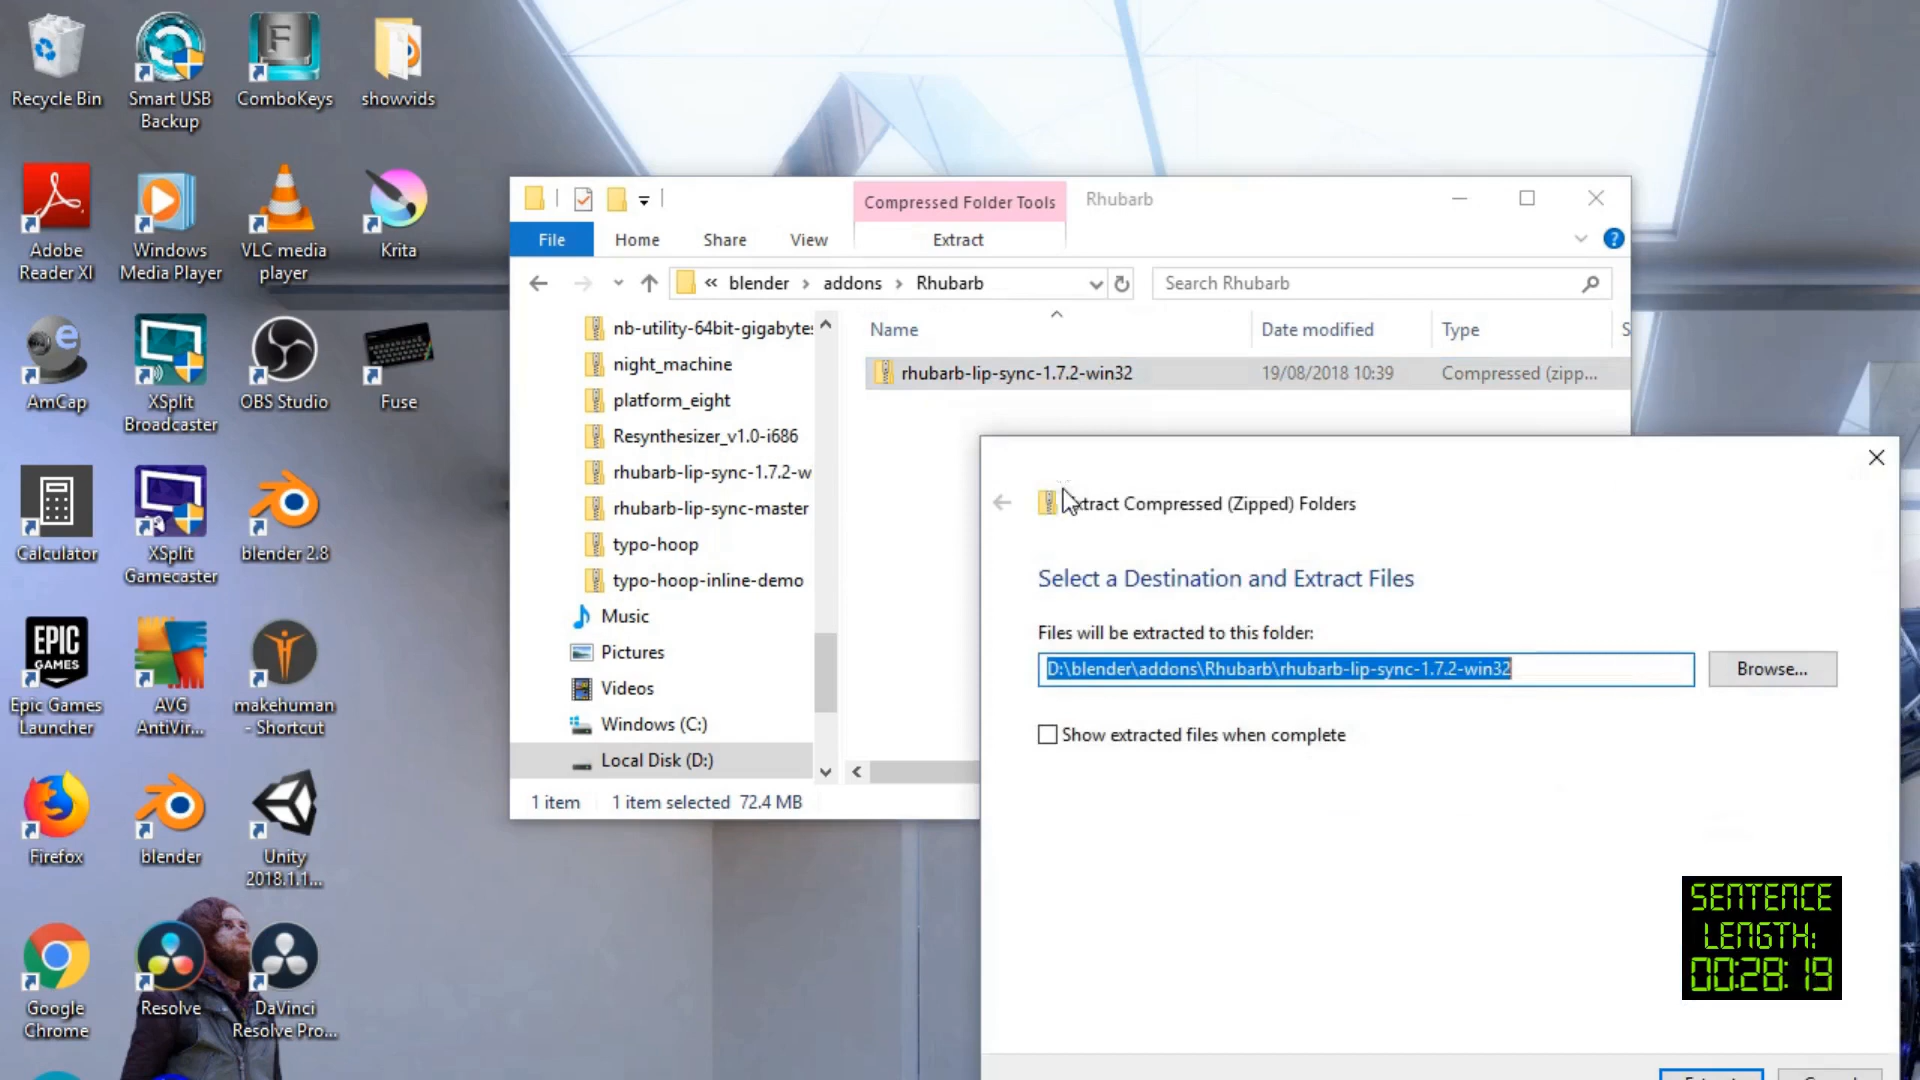 Recycle Bin
Smart USB
Backup
ComboKeys
showvids
Adobe
Reader XI
Windows
Media Player
VLC media
player
Krita
AmCap
XSplit
Broadcaster
OBS Studio
Fuse
Calculator
XSplit
Gamecaster
blender 2.8
EPIC
GAMES
Epic Games
Launcher
AVG
AntiVir...
makehuman
- Shortcut
Firefox
blender
Unity
2018.1.1...
Google
Chrome
Resolve
DaVinci
Resolve Pro...
Compressed Folder Tools
Rhubarb
File
Home
Share
View
Extract
« blender › addons › Rhubarb
Search Rhubarb
nb-utility-64bit-gigabyte
night_machine
platform_eight
Resynthesizer_v1.0-i686
rhubarb-lip-sync-1.7.2-w
rhubarb-lip-sync-master
typo-hoop
typo-hoop-inline-demo
Music
Pictures
Videos
Windows (C:)
Local Disk (D:)
Name
Date modified
Type
S
rhubarb-lip-sync-1.7.2-win32
19/08/2018 10:39
Compressed (zipp...
1 item
1 item selected 72.4 MB
Extract Compressed (Zipped) Folders
Select a Destination and Extract Files
Files will be extracted to this folder:
D:\blender\addons\Rhubarb\rhubarb-lip-sync-1.7.2-win32
Browse...
Show extracted files when complete
SENTENCE
LENGTH:
00:28:19